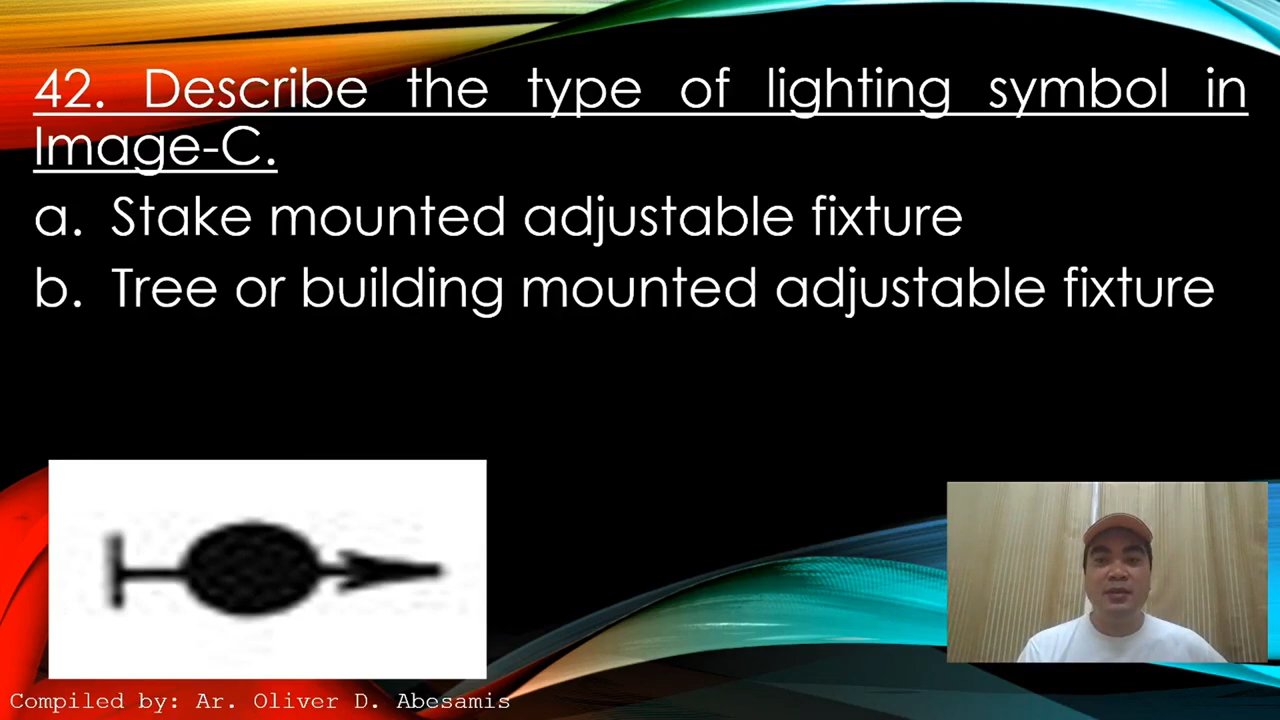 42. Describe the type of lighting symbol in
Image-C.
a. Stake mounted adjustable fixture
b. Tree or building mounted adjustable fixture
Compiled by: Ar. Oliver D. Abesamis